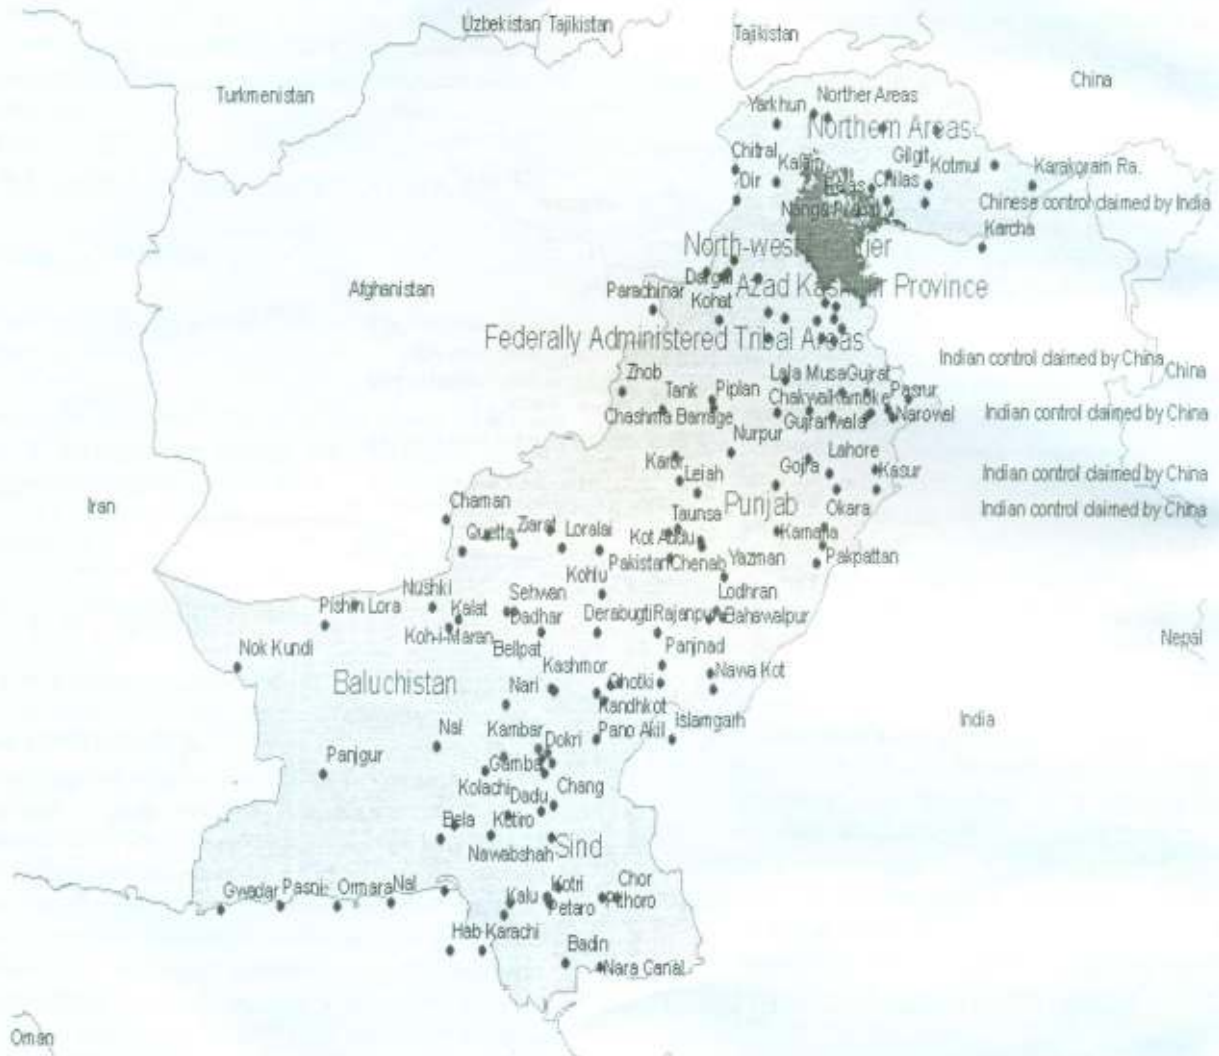 Uzbekistan Tajikistan
Tajikistan
China
Turkmenistan
Yarkhun
Norther Areas
Northern Areas
Chitral
Kalam
Gilgit
Kotmul
Karakoram Ra.
Dir
Chilas
Chinese control claimed by India
Karcha
North-west
Afghanistan
Parachinar
Dargai
Azad Kashmir Province
Kohat
Federally Administered Tribal Areas
Indian control claimed by China
China
Zhob
Tank
Piplan
Lala Musa
Gujrat
Pasrur
Chashma Barrage
Chakwal
Kamoke
Gujranwala
Narowal
Indian control claimed by China
Nurpur
Karor
Leiah
Gojra
Lahore
Kasur
Indian control claimed by China
Iran
Chaman
Punjab
Okara
Indian control claimed by China
Taunsa
Quetta
Ziarat
Loralai
Kot Addu
Kamalia
Pakistan
Chenab
Yazman
Pakpattan
Kohlu
Nushki
Sehwan
Lodhran
Pishin Lora
Kalat
Dadhar
Derabugti
Rajanpur
Bahawalpur
Koh-i-Maran
Bellpat
Panjnad
Nepal
Nok Kundi
Kashmor
Nawa Kot
Baluchistan
Nari
Ghotki
Kandhkot
India
Nal
Kambar
Pano Akil
Islamgarh
Dokri
Panjgur
Gambat
Kolachi
Dadu
Chang
Bela
Kotiro
Nawabshah
Sind
Gwadar
Pasni
Ormara
Nal
Kalu
Kotri
Chor
Petaro
Pithoro
Hab
Karachi
Badin
Nara Canal
Oman